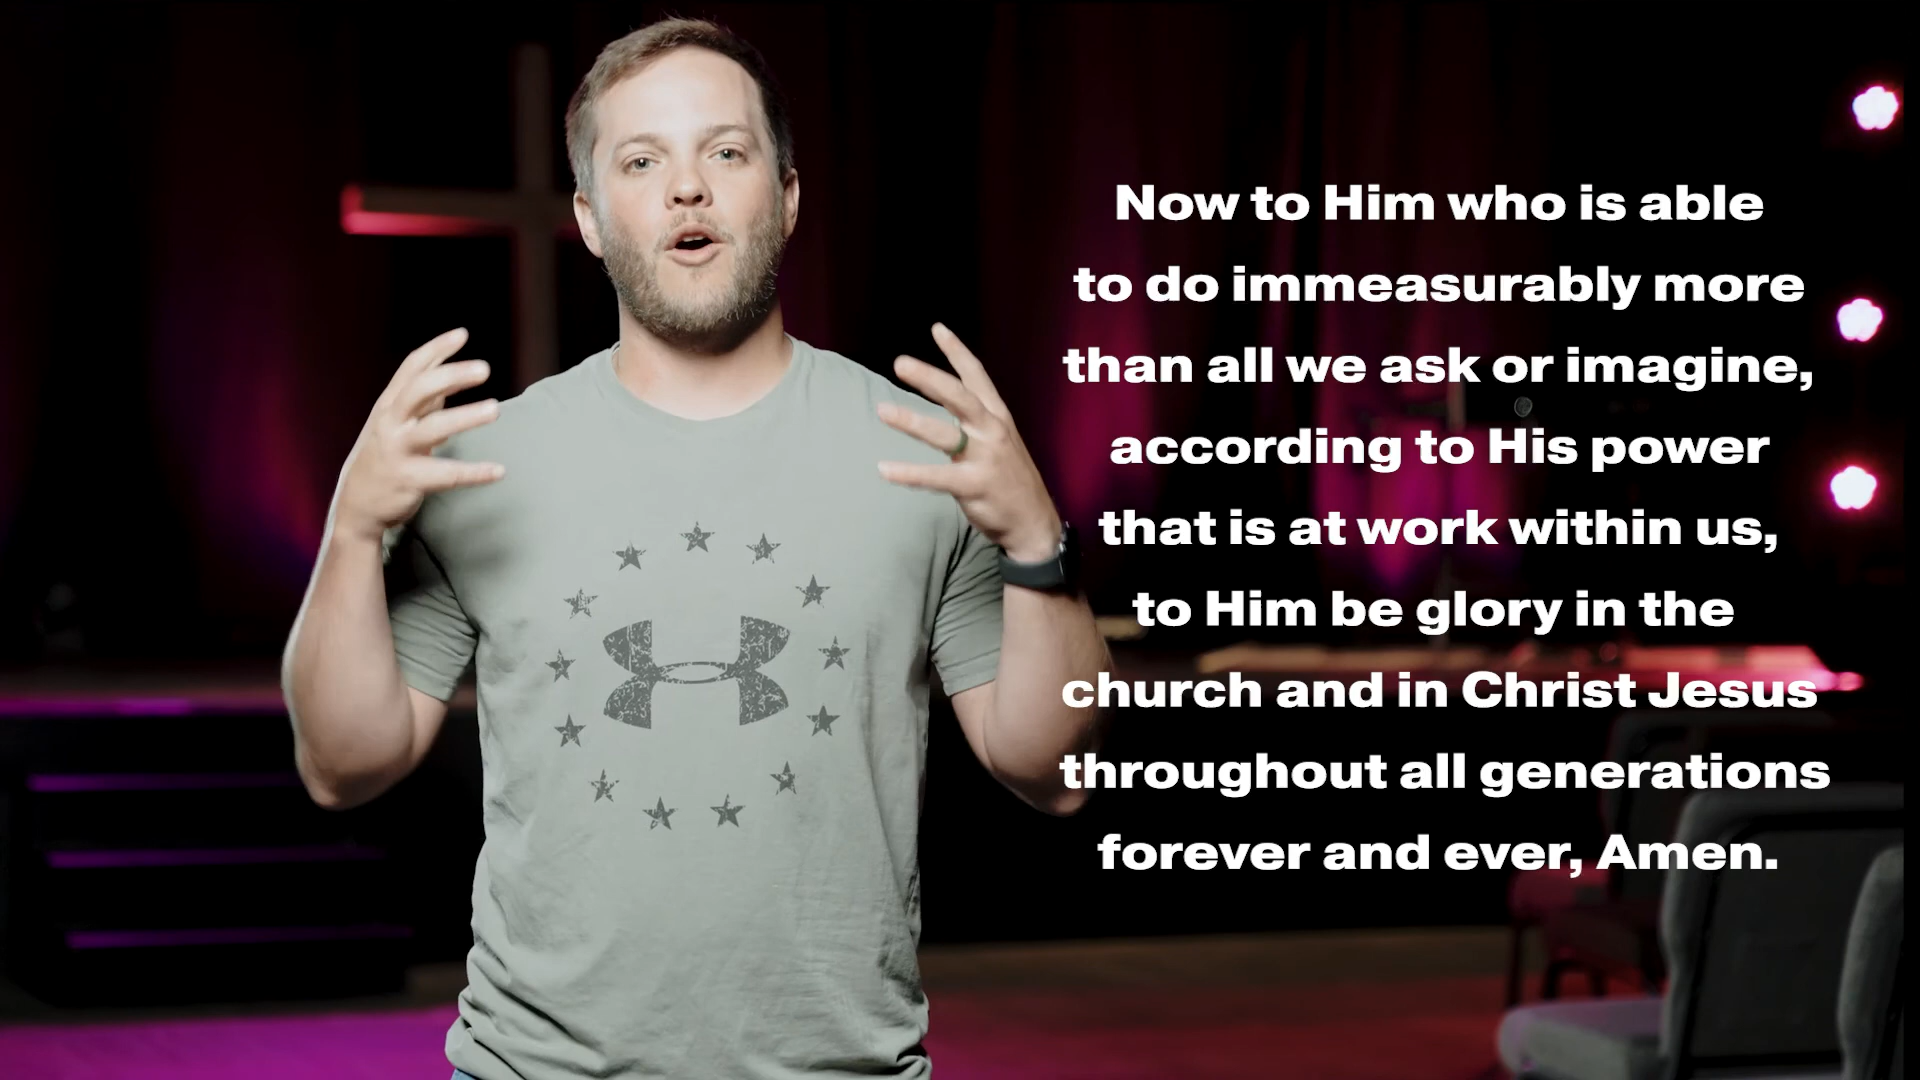 Now to Him who is able
to do immeasurably more
than all we ask or imagine,
according to His power
that is at work within us,
to Him be glory in the
church and in Christ Jesus
throughout all generations
forever and ever, Amen.